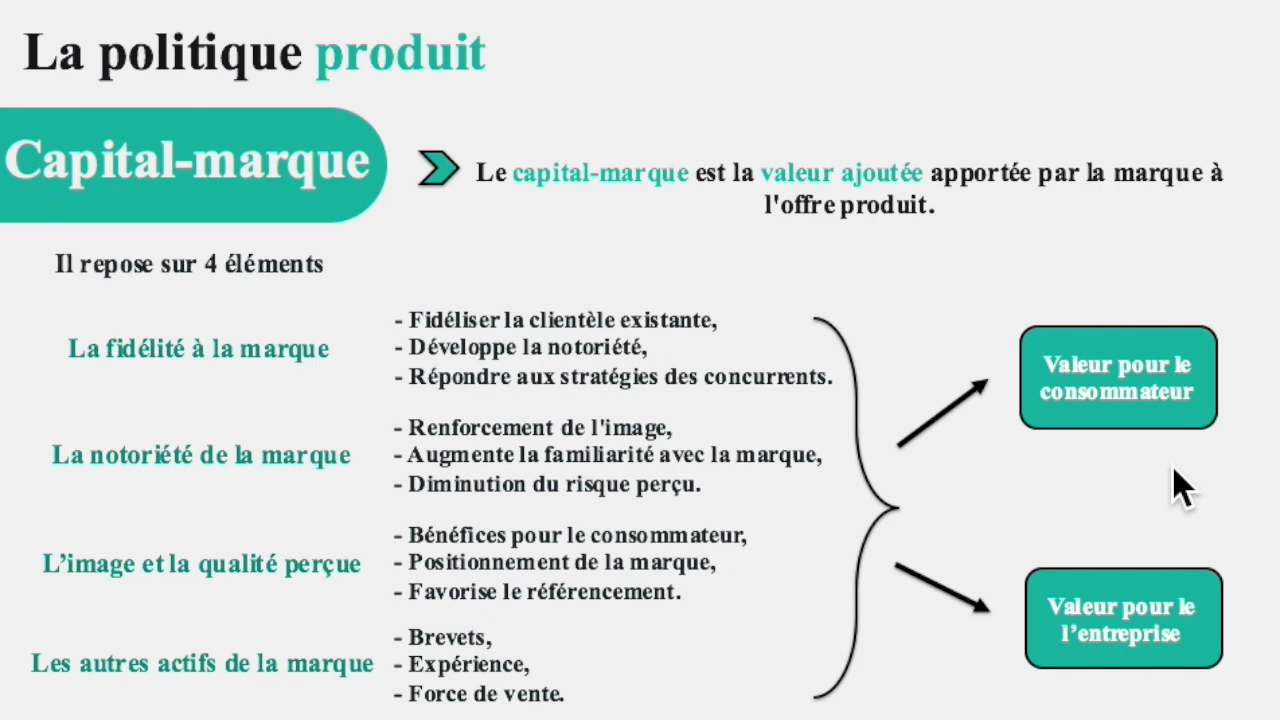 La politique produit
Capital-marque
Le capital-marque est la valeur ajoutée apportée par la marque à
l'offre produit.
Il repose sur 4 éléments
La fidélité à la marque
- Fidéliser la clientèle existante,
- Développe la notoriété,
- Répondre aux stratégies des concurrents.
La notoriété de la marque
- Renforcement de l'image,
- Augmente la familiarité avec la marque,
- Diminution du risque perçu.
L’image et la qualité perçue
- Bénéfices pour le consommateur,
- Positionnement de la marque,
- Favorise le référencement.
Les autres actifs de la marque
- Brevets,
- Expérience,
- Force de vente.
Valeur pour le
consommateur
Valeur pour le
l’entreprise